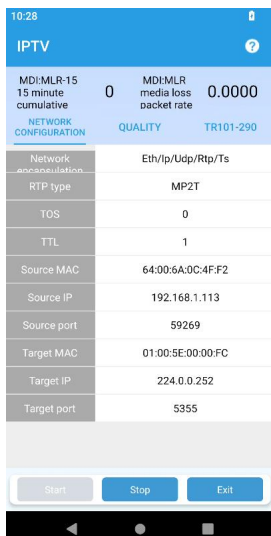 10:28
IPTV
?
MDI:MLR-15
15 minute
cumulative
0
MDI:MLR
media loss
packet rate
0.0000
NETWORK
CONFIGURATION
QUALITY
TR101-290
Network
encapsulation
Eth/Ip/Udp/Rtp/Ts
RTP type
MP2T
TOS
0
TTL
1
Source MAC
64:00:6A:0C:4F:F2
Source IP
192.168.1.113
Source port
59269
Target MAC
01:00:5E:00:00:FC
Target IP
224.0.0.252
Target port
5355
Start
Stop
Exit